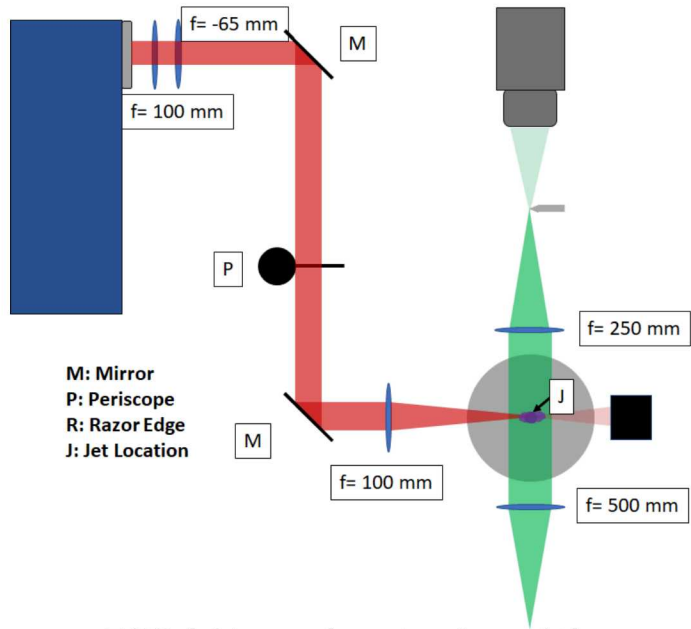 f= -65 mm
M
f= 100 mm
P
f= 250 mm
M: Mirror
P: Periscope
R: Razor Edge
J: Jet Location
J
M
f= 100 mm
f= 500 mm